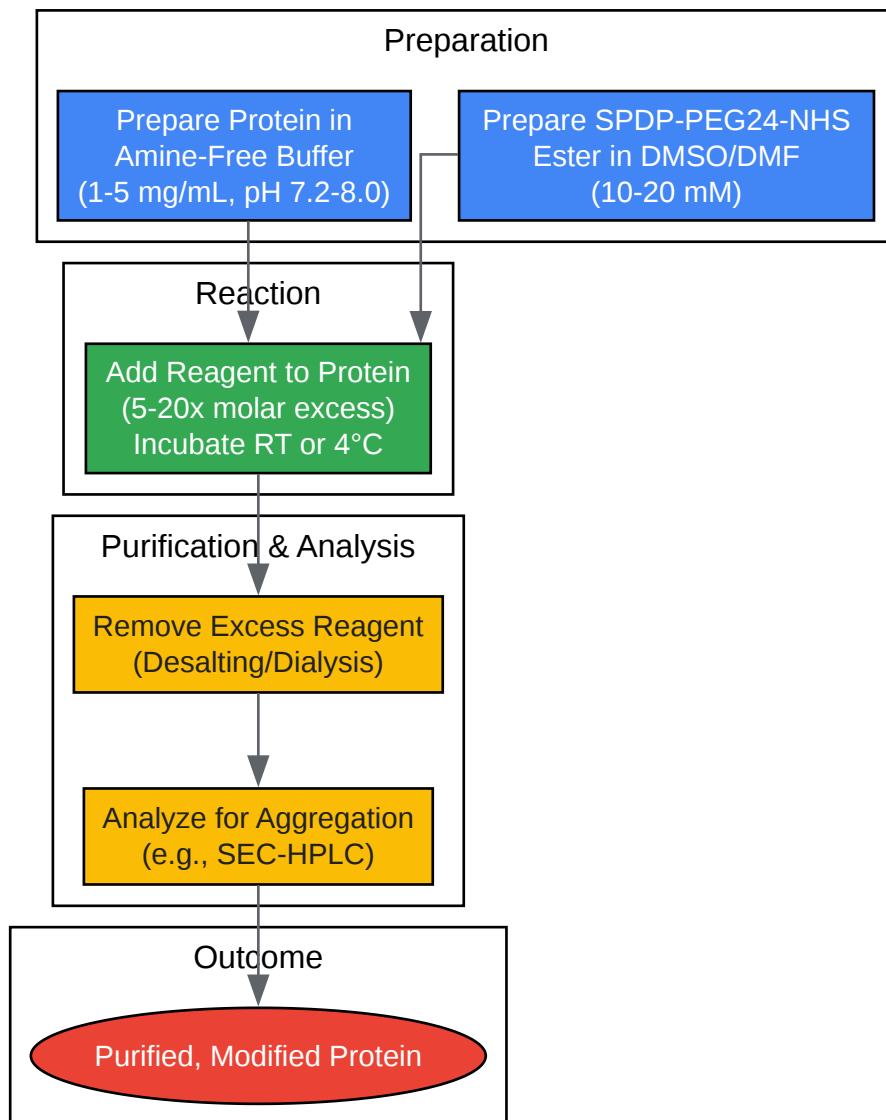 Preparation
Prepare Protein in
Amine-Free Buffer
(1-5 mg/mL, pH 7.2-8.0)
Prepare SPDP-PEG24-NHS
Ester in DMSO/DMF
(10-20 mM)
Reaction
Add Reagent to Protein
(5-20x molar excess)
Incubate RT or 4°C
Purification & Analysis
Remove Excess Reagent
(Desalting/Dialysis)
Analyze for Aggregation
(e.g., SEC-HPLC)
Outcome
Purified, Modified Protein